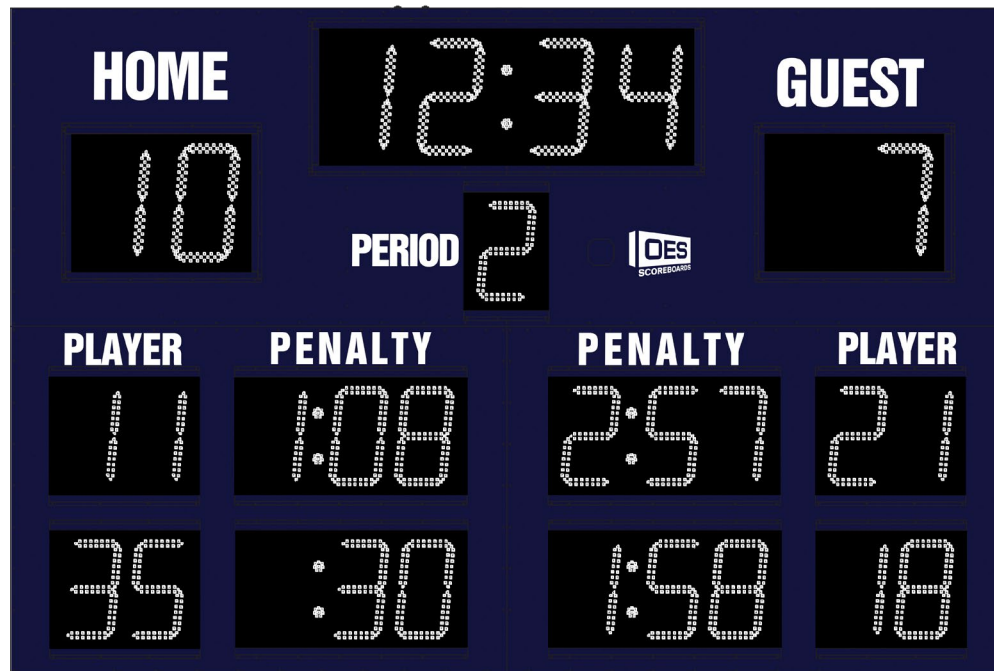 12:34
HOME GUEST
10 7
PERIOD 2 OES
SCOREBOARDS
PLAYER PENALTY PENALTY PLAYER
11 1:08 2:57 21
35 :30 1:58 18